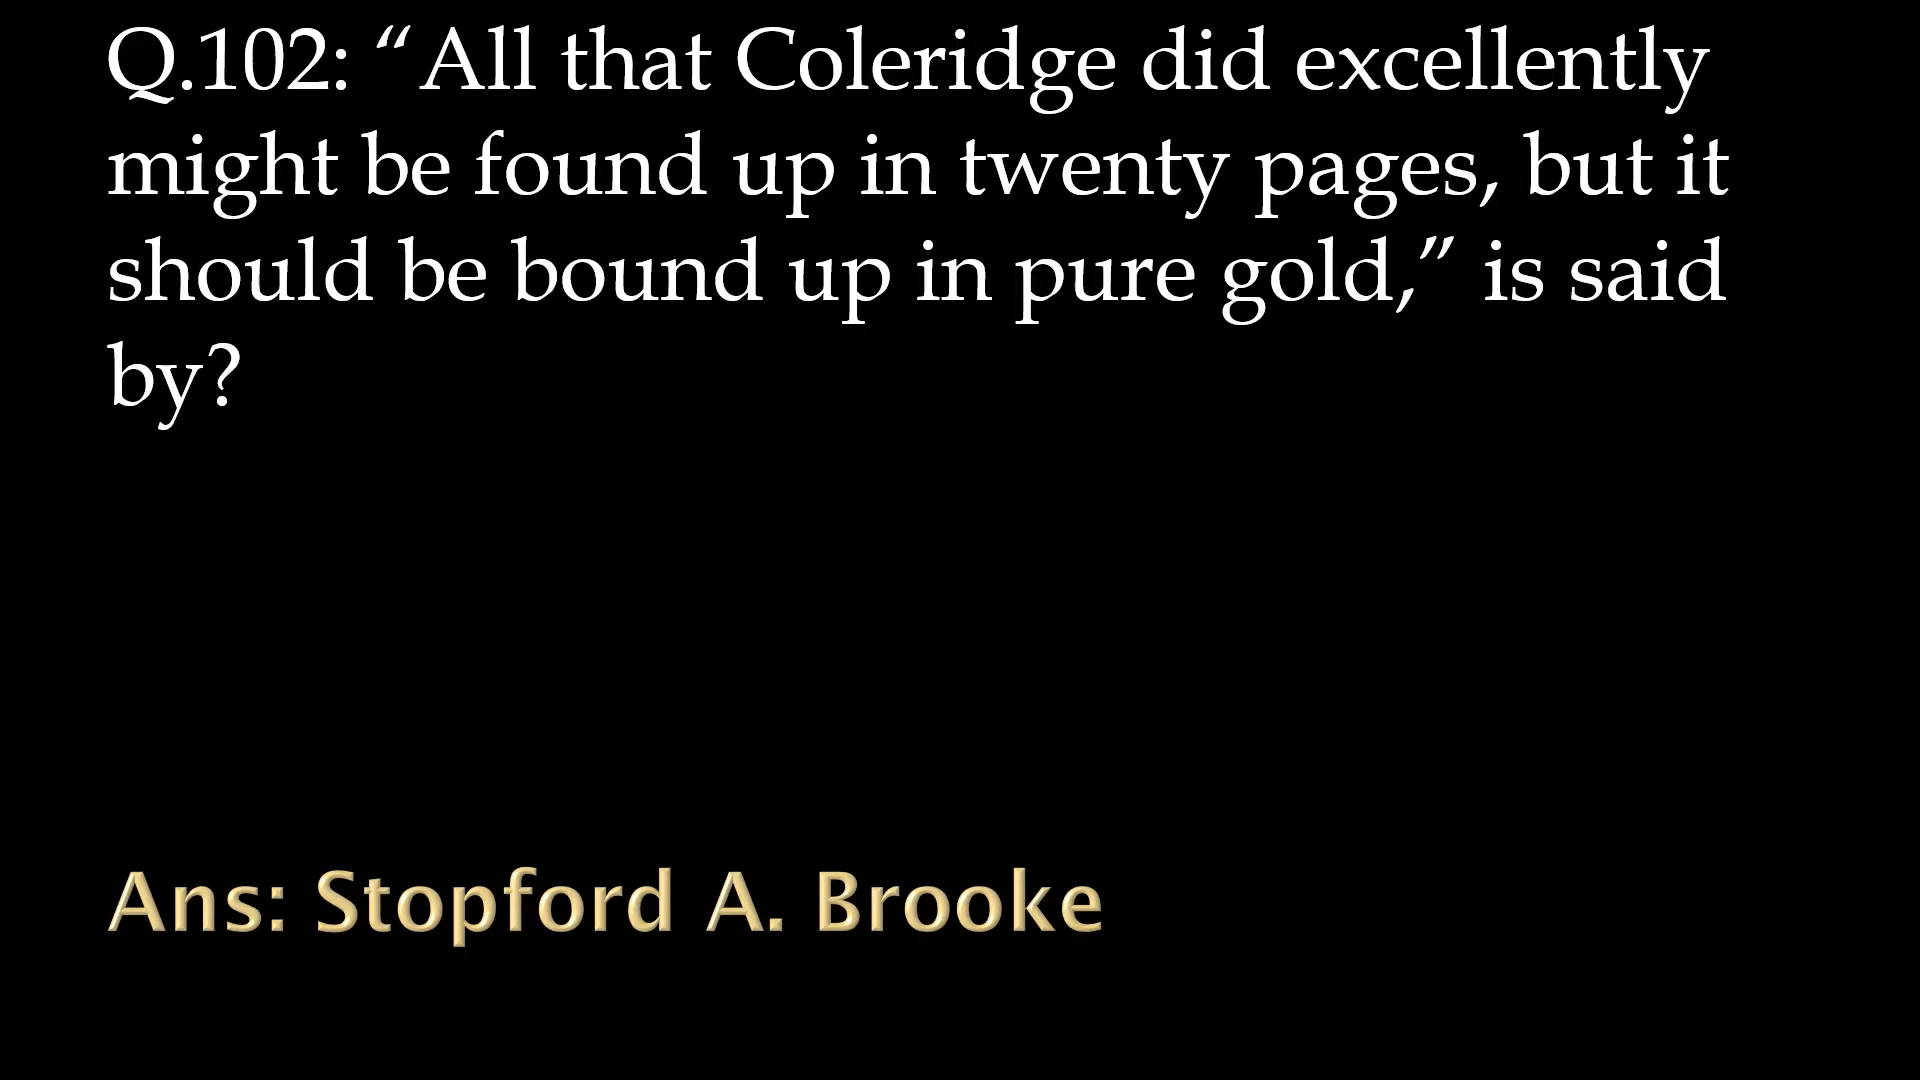 Q.102: “All that Coleridge did excellently
might be found up in twenty pages, but it
should be bound up in pure gold,” is said
by?
Ans: Stopford A. Brooke